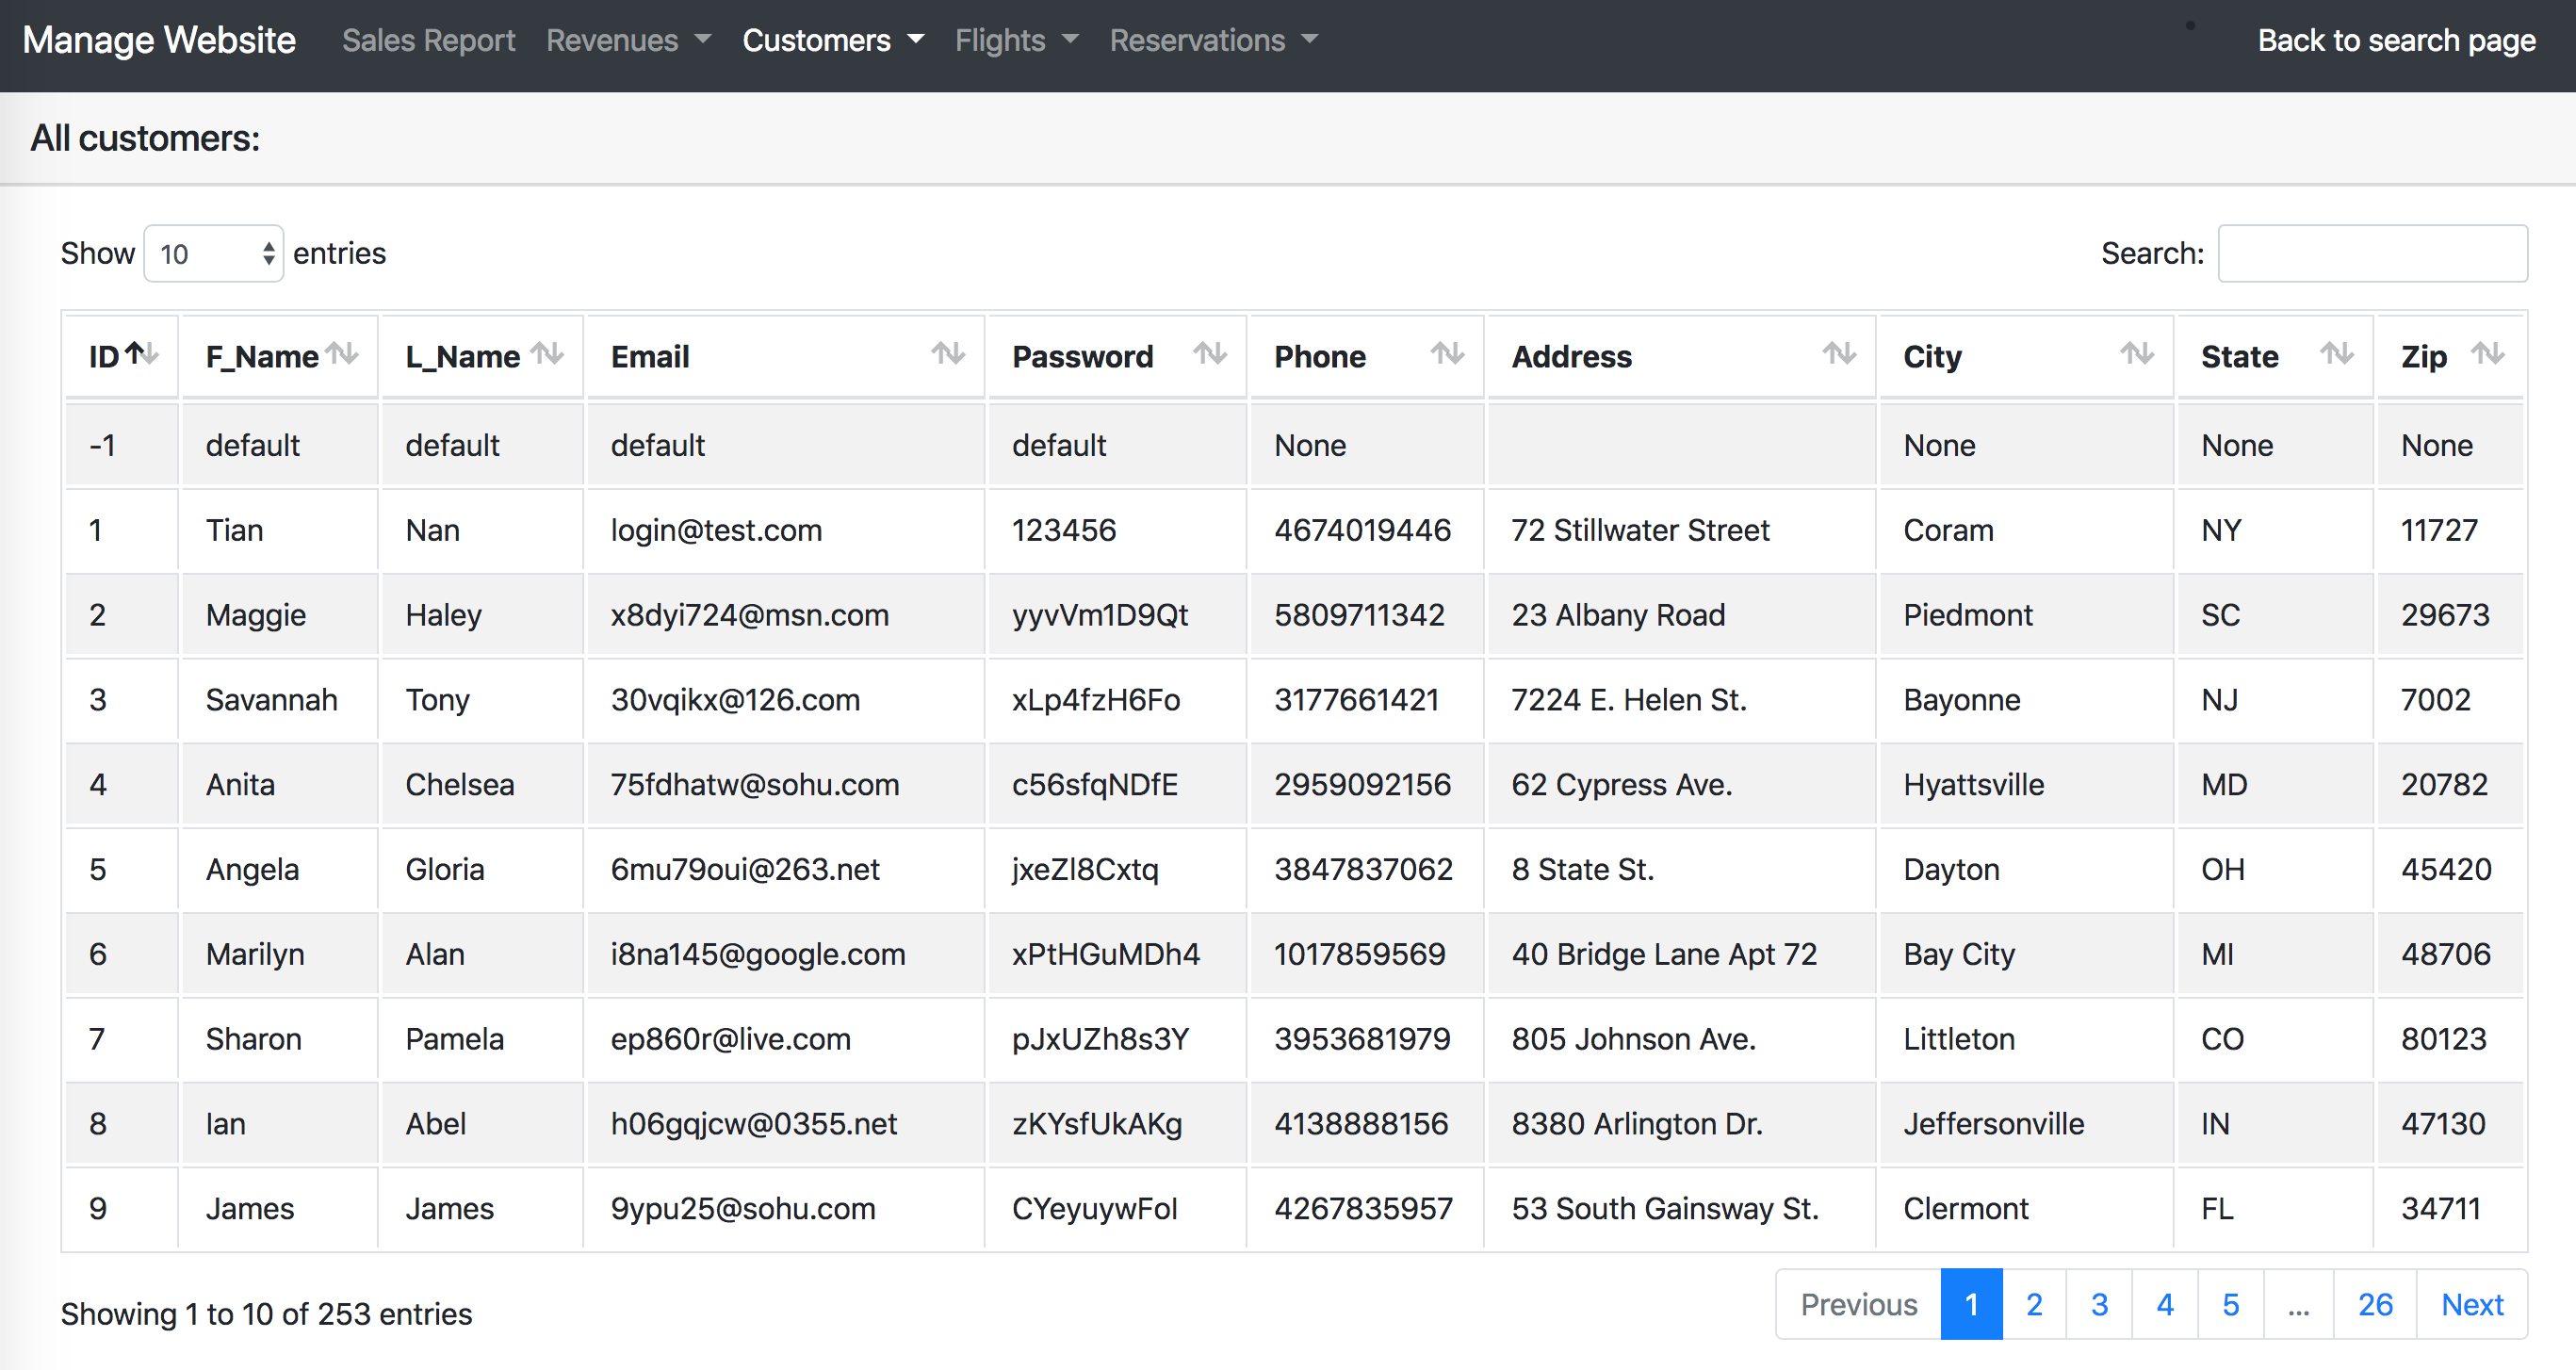 Manage Website Sales Report Revenues Customers Flights Reservations Back to search page
All customers:
Show 10 entries Search:
ID F_Name L_Name Email Password Phone Address City State Zip
-1 default default default default None None None None
1 Tian Nan login@test.com 123456 4674019446 72 Stillwater Street Coram NY 11727
2 Maggie Haley x8dyi724@msn.com yyvVm1D9Qt 5809711342 23 Albany Road Piedmont SC 29673
3 Savannah Tony 30vqikx@126.com xLp4fzH6Fo 3177661421 7224 E. Helen St. Bayonne NJ 7002
4 Anita Chelsea 75fdhatw@sohu.com c56sfqNDfE 2959092156 62 Cypress Ave. Hyattsville MD 20782
5 Angela Gloria 6mu79oui@263.net jxeZl8Cxtq 3847837062 8 State St. Dayton OH 45420
6 Marilyn Alan i8na145@google.com xPtHGuMDh4 1017859569 40 Bridge Lane Apt 72 Bay City MI 48706
7 Sharon Pamela ep860r@live.com pJxUZh8s3Y 3953681979 805 Johnson Ave. Littleton CO 80123
8 Ian Abel h06gqjcw@0355.net zKYsfUkAKg 4138888156 8380 Arlington Dr. Jeffersonville IN 47130
9 James James 9ypu25@sohu.com CYeyuywFol 4267835957 53 South Gainsway St. Clermont FL 34711
Showing 1 to 10 of 253 entries Previous 1 2 3 4 5 ... 26 Next